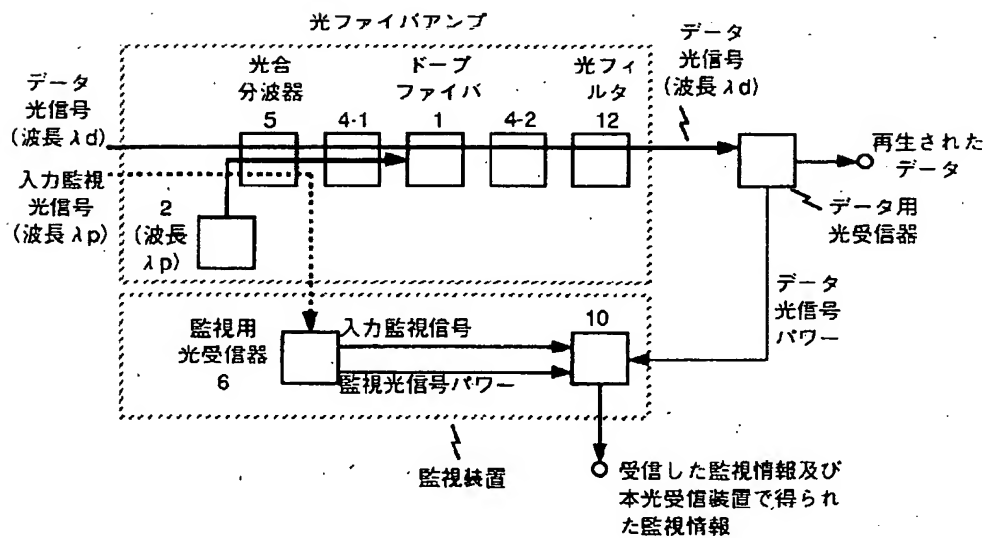 光ファイバアンプ
データ
光信号
(波長 λd)
光合
分波器
5
4-1
ドープ
ファイバ
1
4-2
光フィ
ルタ
12
データ
光信号
(波長 λd)
再生された
データ
データ用
光受信器
入力監視
光信号
(波長 λp)
2
(波長
λp)
データ
光信号
パワー
監視用
光受信器
6
入力監視信号
監視光信号パワー
10
監視装置
受信した監視情報及び
本光受信装置で得られ
た監視情報